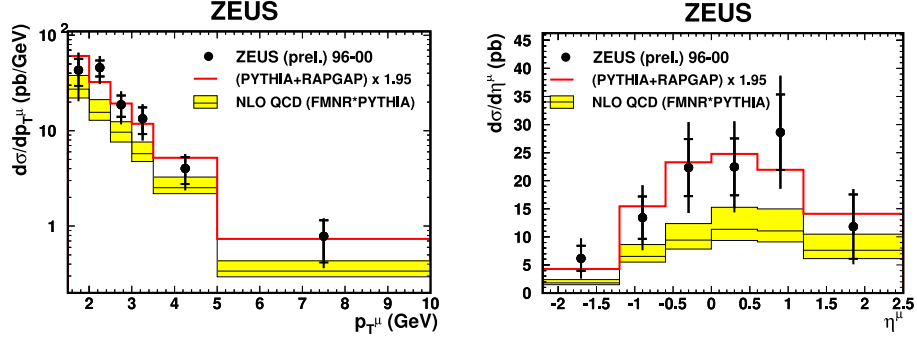 ZEUS
dσ/dp_T^μ (pb/GeV)
10²
10
1
ZEUS (prel.) 96-00
(PYTHIA+RAPGAP) x 1.95
NLO QCD (FMNR*PYTHIA)
2 3 4 5 6 7 8 9 10
p_T^μ (GeV)
ZEUS
dσ/dη^μ (pb)
45
40
35
30
25
20
15
10
5
0
ZEUS (prel.) 96-00
(PYTHIA+RAPGAP) x 1.95
NLO QCD (FMNR*PYTHIA)
-2 -1.5 -1 -0.5 0 0.5 1 1.5 2 2.5
η^μ